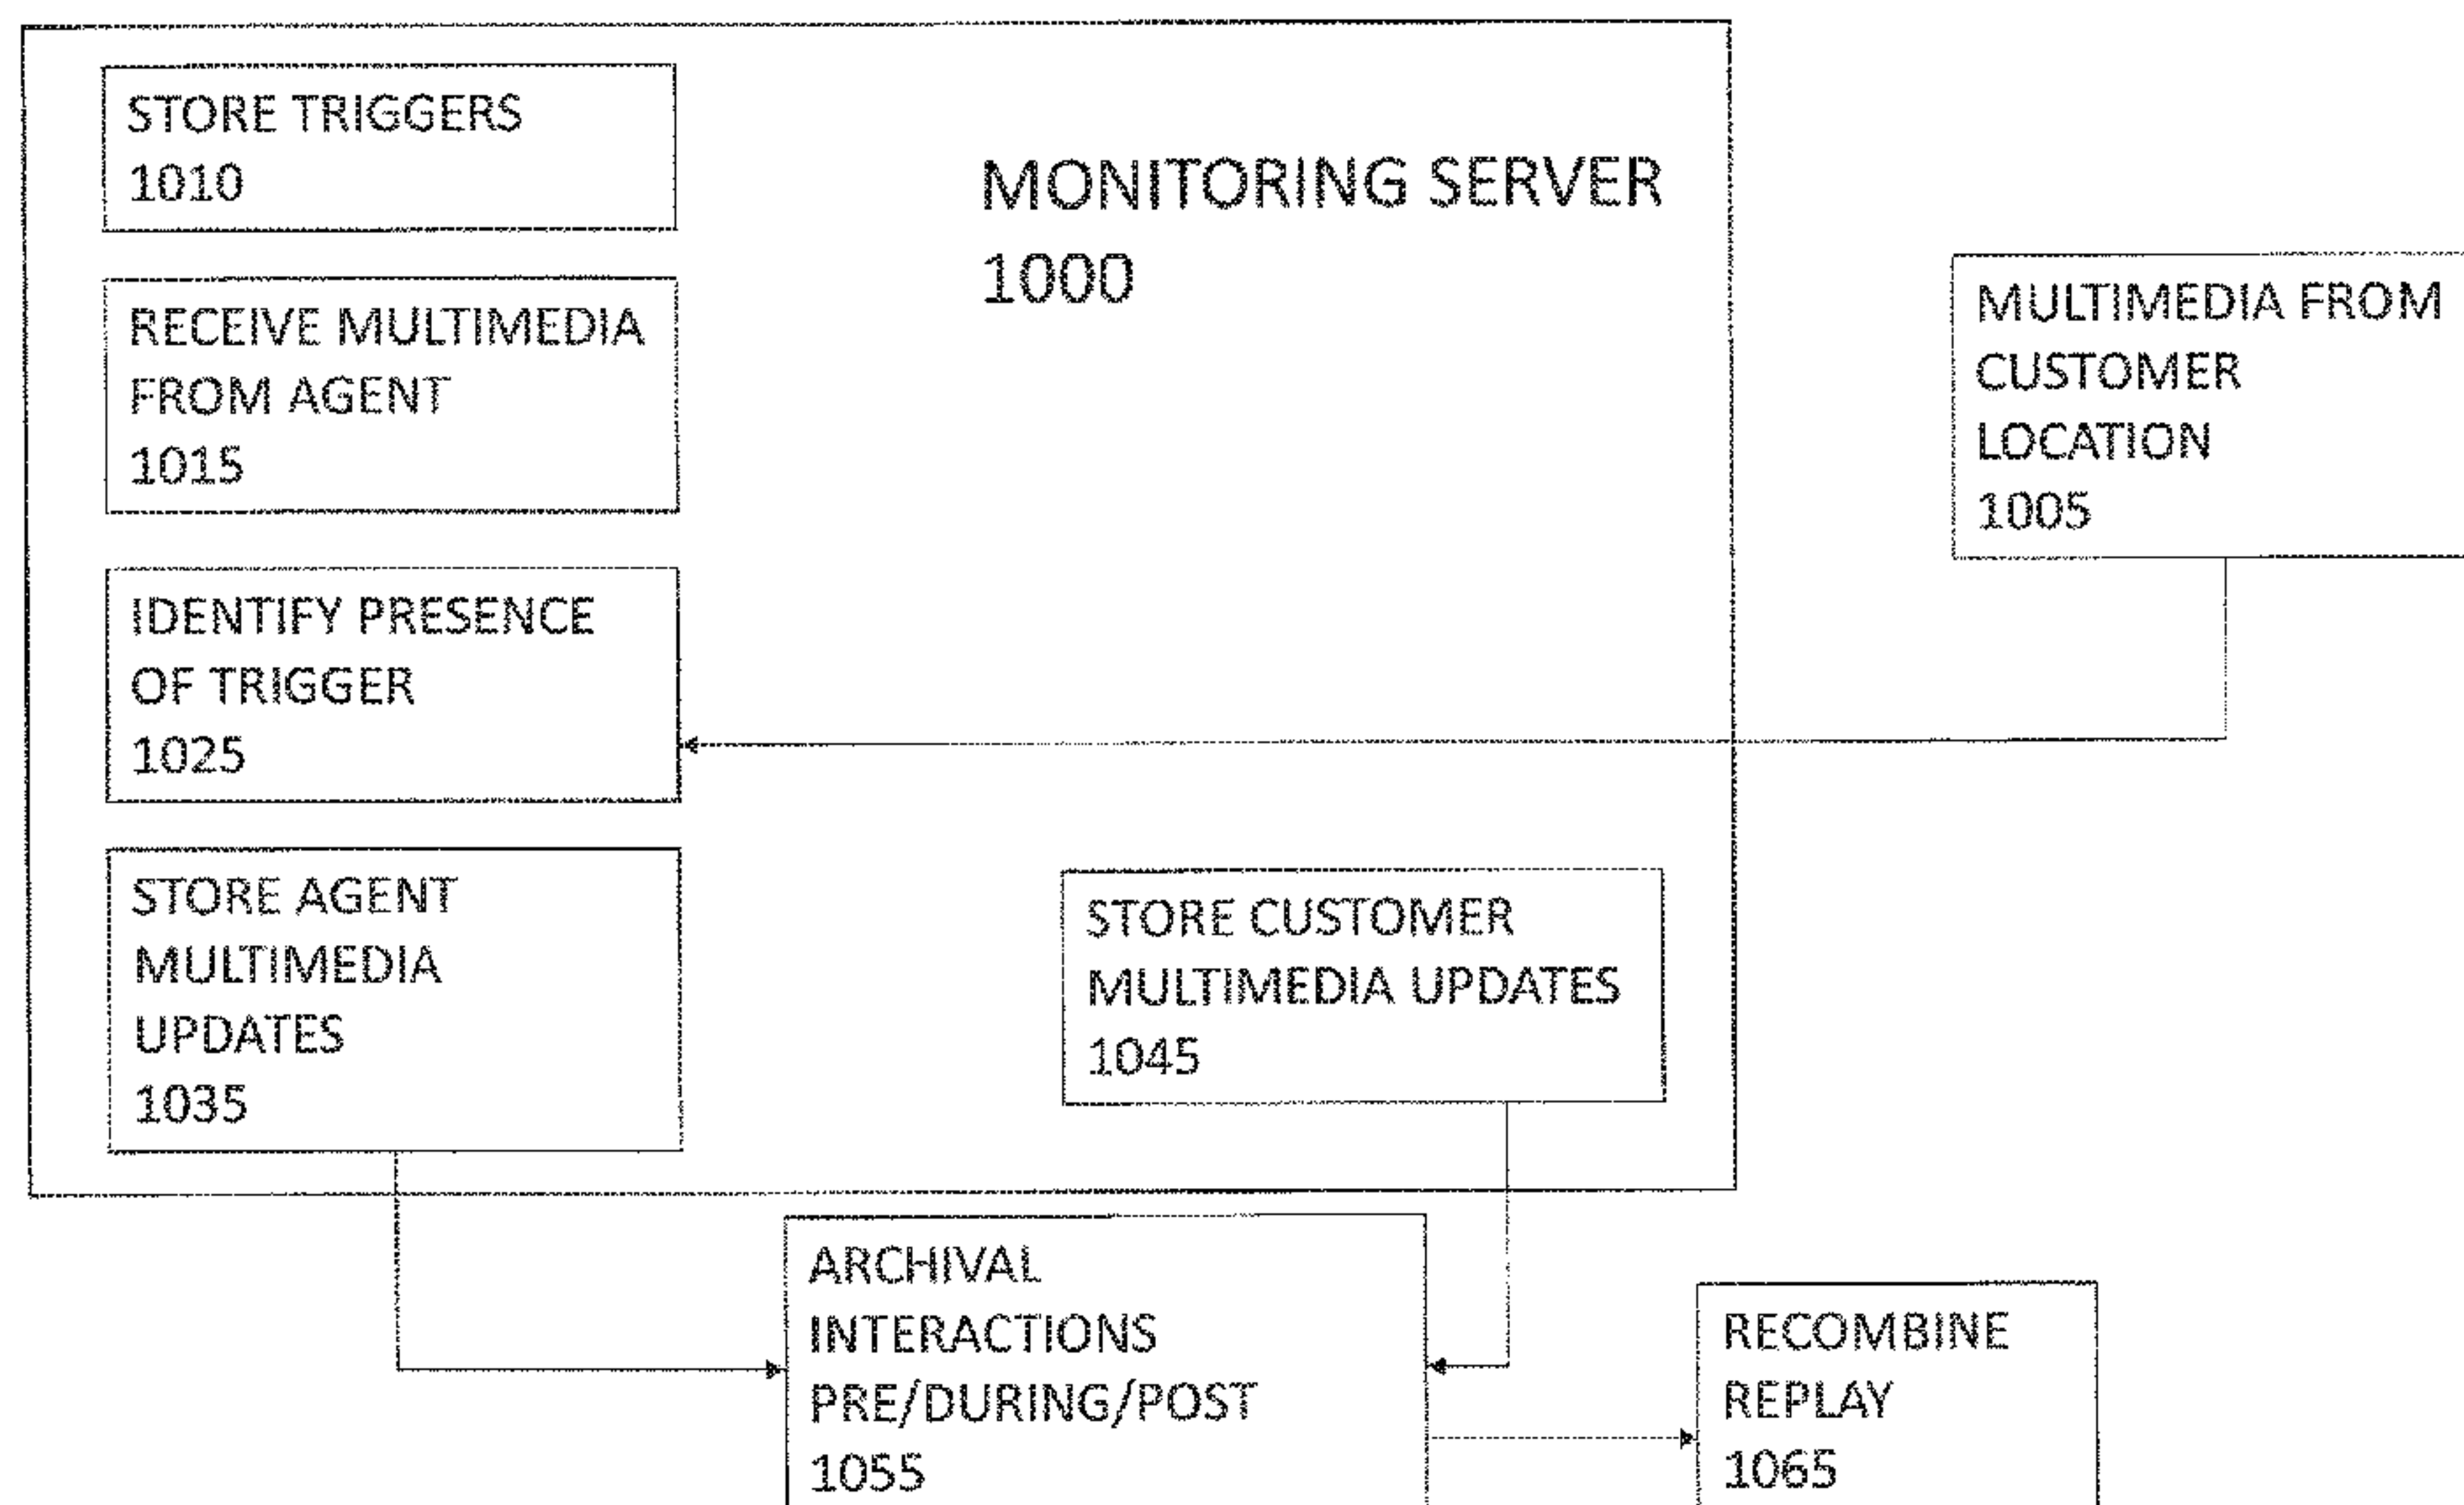 STORE TRIGGERS
1010
MONITORING SERVER
1000
RECEIVE MULTIMEDIA
FROM AGENT
1015
MULTIMEDIA FROM
CUSTOMER
LOCATION
1005
IDENTIFY PRESENCE
OF TRIGGER
1025
STORE AGENT
MULTIMEDIA
UPDATES
1035
STORE CUSTOMER
MULTIMEDIA UPDATES
1045
ARCHIVAL
INTERACTIONS
PRE/DURING/POST
1055
RECOMBINE
REPLAY
1065